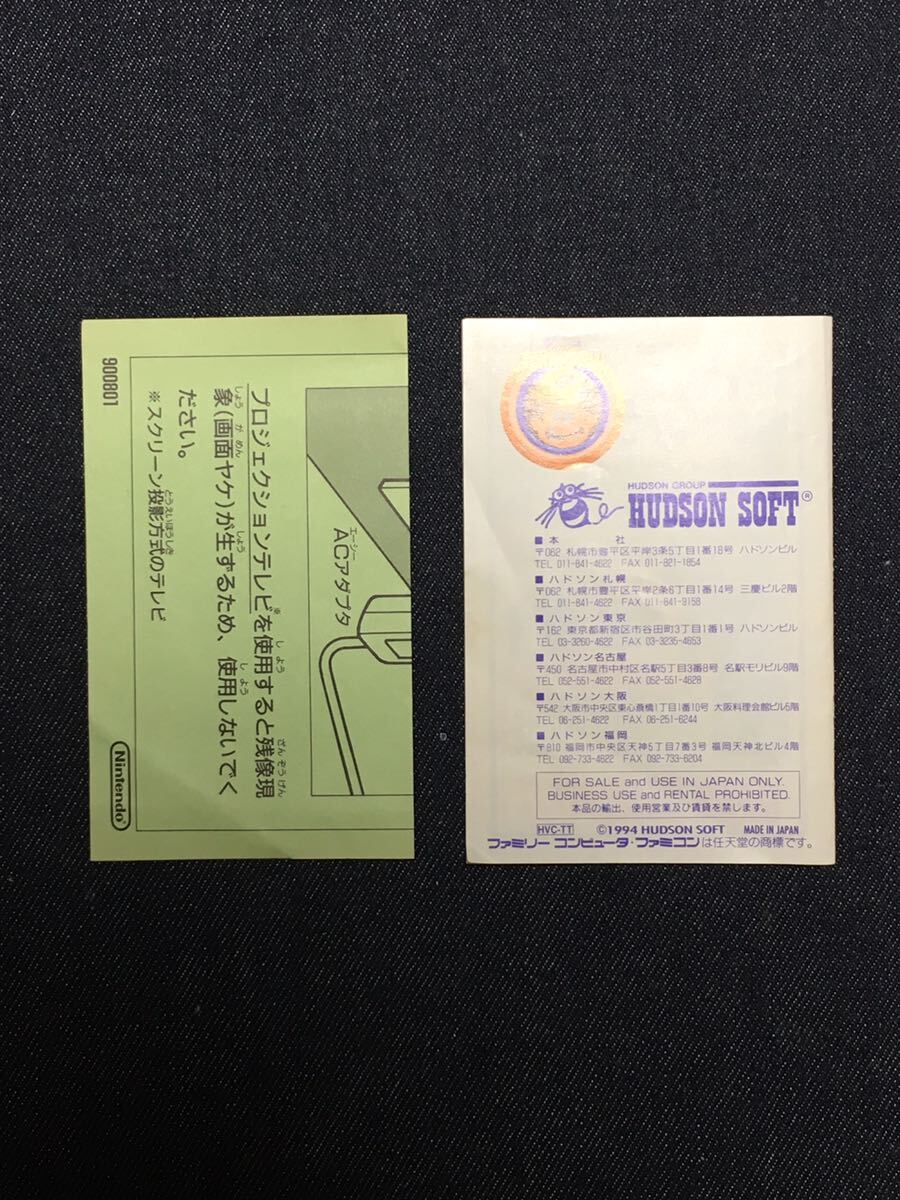 900801
プロジェクションテレビ※を使用すると残像現
象(画面ヤケ)が生ずるため、使用しないでく
ださい。
※スクリーン投影方式のテレビ
エーシー
ACアダプタ
Nintendo
HUDSON GROUP
HUDSON SOFT®
■本 社
〒062 札幌市豊平区平岸3条5丁目1番18号 ハドソンビル
TEL 011-841-4622 FAX 011-821-1854
■ハドソン札幌
〒062 札幌市豊平区平岸2条6丁目1番14号 三慶ビル2階
TEL 011-841-4622 FAX 011-841-9158
■ハドソン東京
〒162 東京都新宿区市谷田町3丁目1番1号 ハドソンビル
TEL 03-3260-4622 FAX 03-3235-4653
■ハドソン名古屋
〒450 名古屋市中村区名駅5丁目3番8号 名駅モリビル9階
TEL 052-551-4622 FAX 052-551-4628
■ハドソン大阪
〒542 大阪市中央区東心斎橋1丁目1番10号 大阪料理会館ビル5階
TEL 06-251-4622 FAX 06-251-6244
■ハドソン福岡
〒810 福岡市中央区天神5丁目7番3号 福岡天神北ビル4階
TEL 092-733-4622 FAX 092-733-6204
FOR SALE and USE IN JAPAN ONLY.
BUSINESS USE and RENTAL PROHIBITED.
本品の輸出、使用営業及び賃貸を禁じます。
HVC-TT ©1994 HUDSON SOFT MADE IN JAPAN
ファミリーコンピュータ・ファミコンは任天堂の商標です。